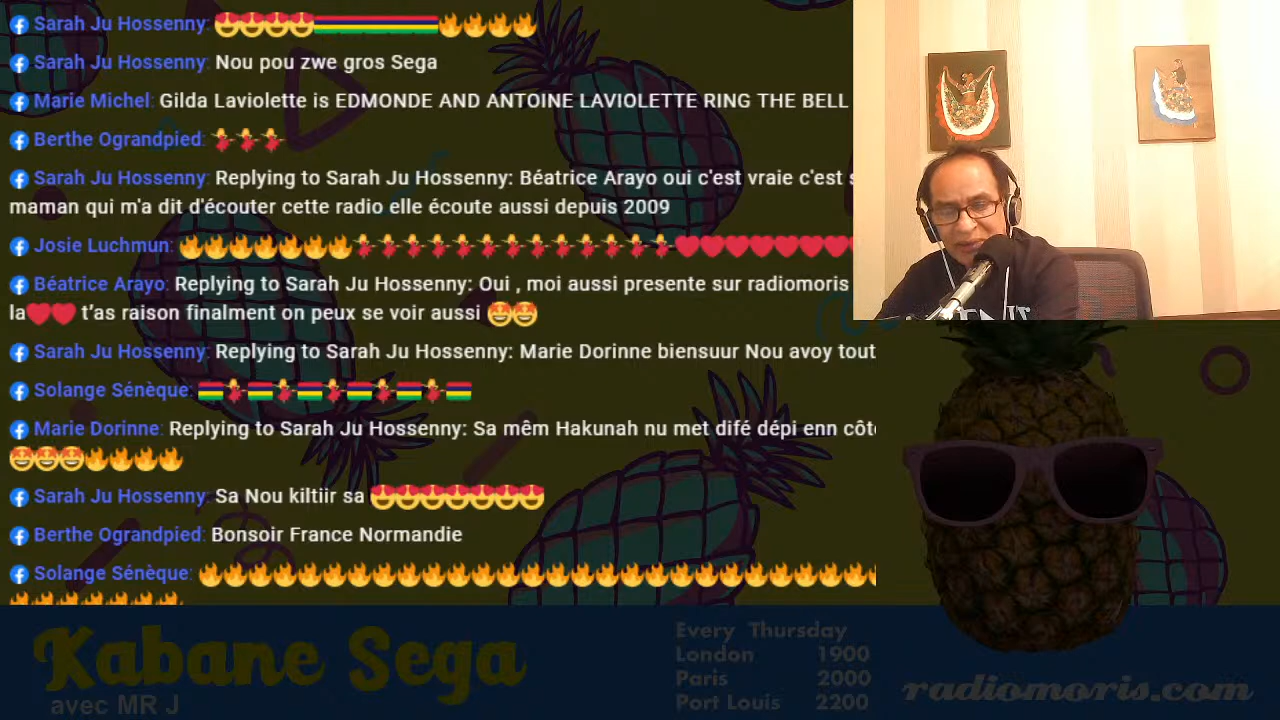 Sarah Ju Hossenny: 😍😍😍😍🇲🇺🇲🇺🇲🇺🇲🇺🇲🇺🔥🔥🔥🔥
Sarah Ju Hossenny: Nou pou zwe gros Sega
Marie Michel: Gilda Laviolette is EDMONDE AND ANTOINE LAVIOLETTE RING THE BELL
Berthe Ograndpied: 💃💃💃
Sarah Ju Hossenny: Replying to Sarah Ju Hossenny: Béatrice Arayo oui c'est vraie c'est s
maman qui m'a dit d'écouter cette radio elle écoute aussi depuis 2009
Josie Luchmun: 🔥🔥🔥🔥🔥🔥🔥💃💃💃💃💃💃💃💃💃💃💃💃❤❤❤❤❤❤❤
Béatrice Arayo: Replying to Sarah Ju Hossenny: Oui , moi aussi presente sur radiomoris
la❤❤ t'as raison finalment on peux se voir aussi 🤩🤩
Sarah Ju Hossenny: Replying to Sarah Ju Hossenny: Marie Dorinne biensuur Nou avoy tout
Solange Sénèque: 🇲🇺💃🇲🇺💃🇲🇺💃🇲🇺💃🇲🇺💃🇲🇺
Marie Dorinne: Replying to Sarah Ju Hossenny: Sa mêm Hakunah nu met difé dépi enn côt
🤩🤩🤩🔥🔥🔥🔥
Sarah Ju Hossenny: Sa Nou kiltiir sa 😍😍😍😍😍😍😍
Berthe Ograndpied: Bonsoir France Normandie
Solange Sénèque: 🔥🔥🔥🔥🔥🔥🔥🔥🔥🔥🔥🔥🔥🔥🔥🔥🔥🔥🔥🔥🔥🔥🔥🔥🔥🔥🔥
🔥🔥🔥🔥🔥🔥🔥
Kabane Sega
avec MR J
Every Thursday
London 1900
Paris 2000
Port Louis 2200
radiomoris.com